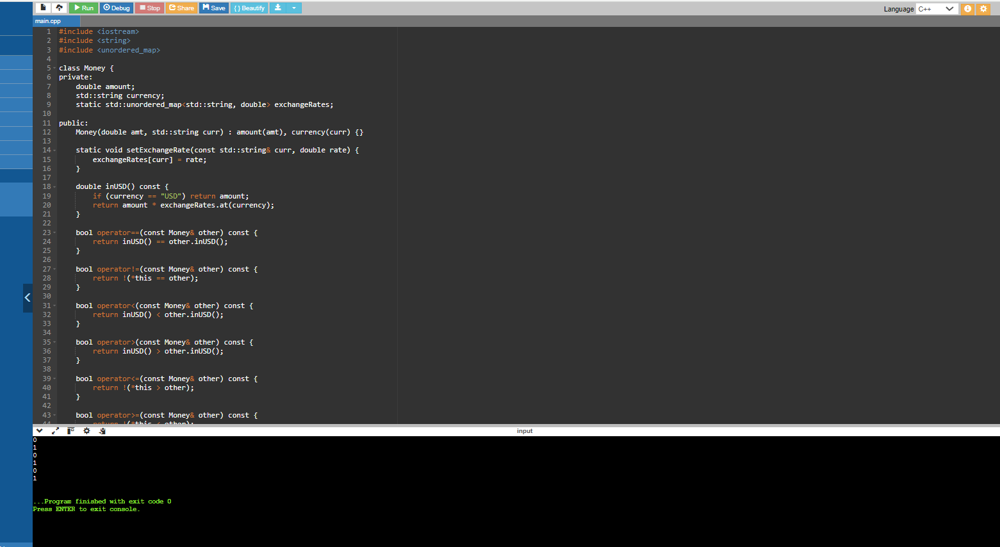 Run Debug Stop Share Save { } Beautify Language C++
main.cpp
1 #include <iostream>
2 #include <string>
3 #include <unordered_map>
4
5 class Money {
6 private:
7 double amount;
8 std::string currency;
9 static std::unordered_map<std::string, double> exchangeRates;
10
11 public:
12 Money(double amt, std::string curr) : amount(amt), currency(curr) {}
13
14 static void setExchangeRate(const std::string& curr, double rate) {
15 exchangeRates[curr] = rate;
16 }
17
18 double inUSD() const {
19 if (currency == "USD") return amount;
20 return amount * exchangeRates.at(currency);
21 }
22
23 bool operator==(const Money& other) const {
24 return inUSD() == other.inUSD();
25 }
26
27 bool operator!=(const Money& other) const {
28 return !(*this == other);
29 }
30
31 bool operator<(const Money& other) const {
32 return inUSD() < other.inUSD();
33 }
34
35 bool operator>(const Money& other) const {
36 return inUSD() > other.inUSD();
37 }
38
39 bool operator<=(const Money& other) const {
40 return !(*this > other);
41 }
42
43 bool operator>=(const Money& other) const {
44 return !(*this < other);
input
0
1
0
1
0
1
...Program finished with exit code 0
Press ENTER to exit console.